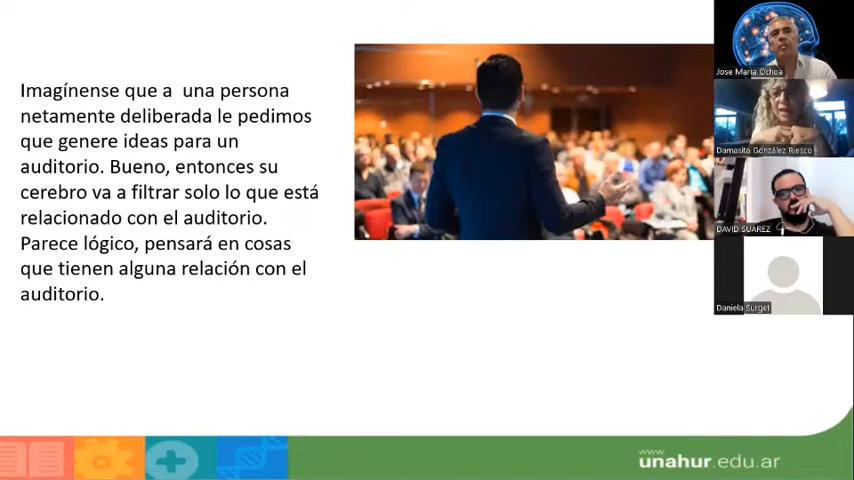 Imagínense que a  una persona
netamente deliberada le pedimos
que genere ideas para un
auditorio. Bueno, entonces su
cerebro va a filtrar solo lo que está
relacionado con el auditorio.
Parece lógico, pensará en cosas
que tienen alguna relación con el
auditorio.
Jose Maria Ochoa
Damasita González Riesco
DAVID SUAREZ
Daniela Surget
www
unahur.edu.ar